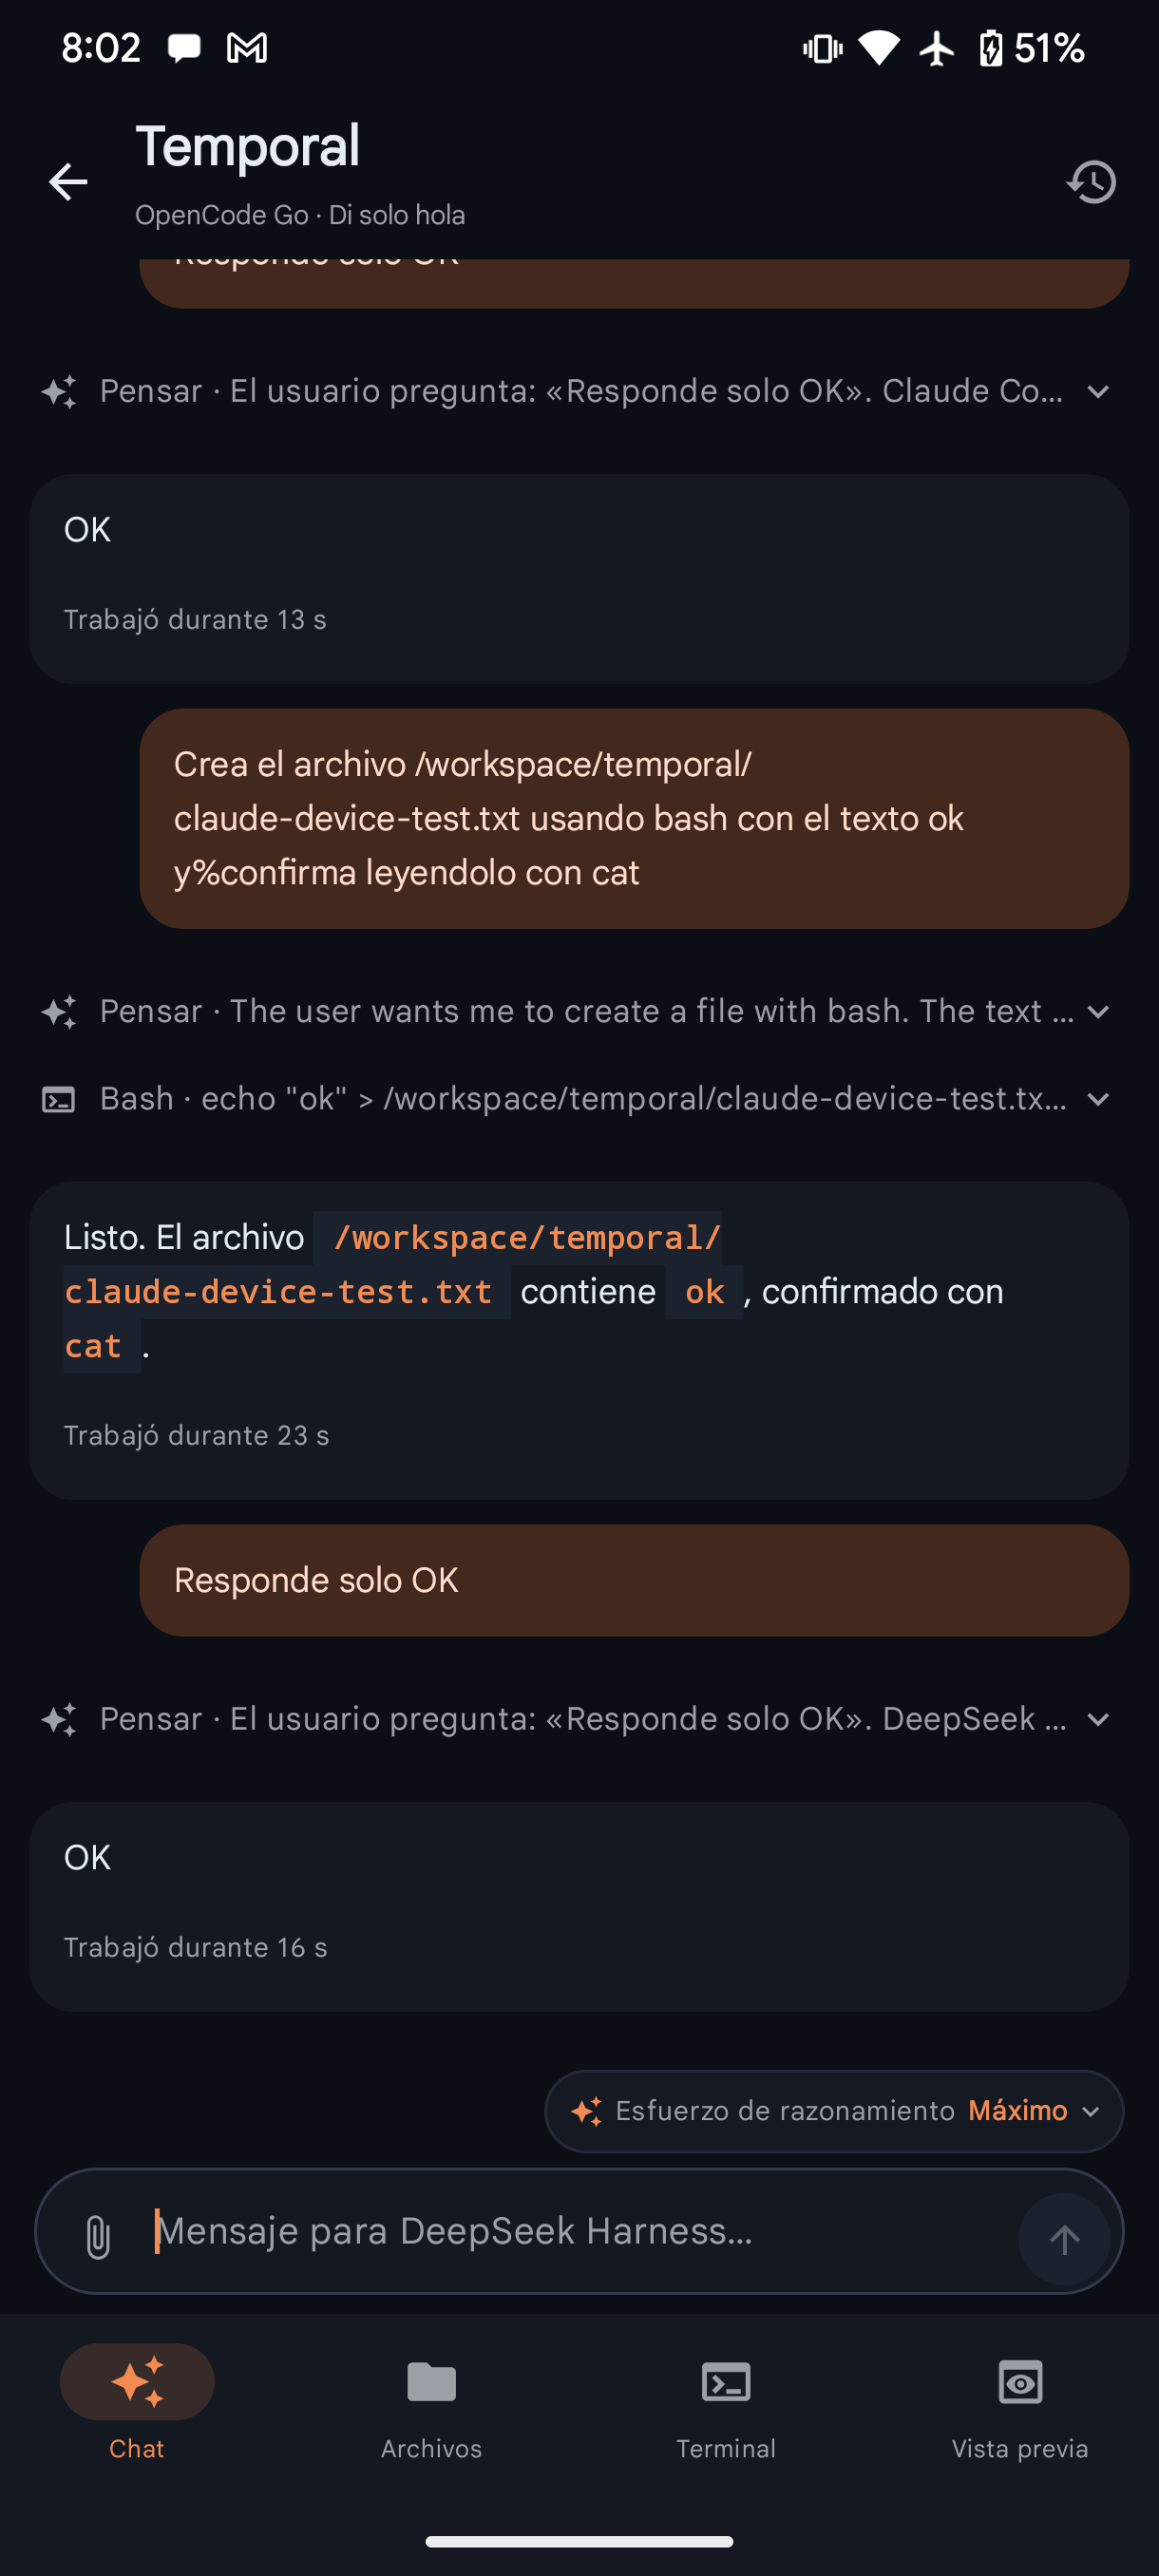 8:02
51%
Temporal
OpenCode Go · Di solo hola
Responde solo OK
Pensar · El usuario pregunta: «Responde solo OK». Claude Co...
OK
Trabajó durante 13 s
Crea el archivo /workspace/temporal/
claude-device-test.txt usando bash con el texto ok
y%confirma leyendolo con cat
Pensar · The user wants me to create a file with bash. The text ...
Bash · echo "ok" > /workspace/temporal/claude-device-test.tx...
Listo. El archivo /workspace/temporal/
claude-device-test.txt contiene ok , confirmado con
cat .
Trabajó durante 23 s
Responde solo OK
Pensar · El usuario pregunta: «Responde solo OK». DeepSeek ...
OK
Trabajó durante 16 s
Esfuerzo de razonamiento Máximo
Mensaje para DeepSeek Harness...
Chat
Archivos
Terminal
Vista previa